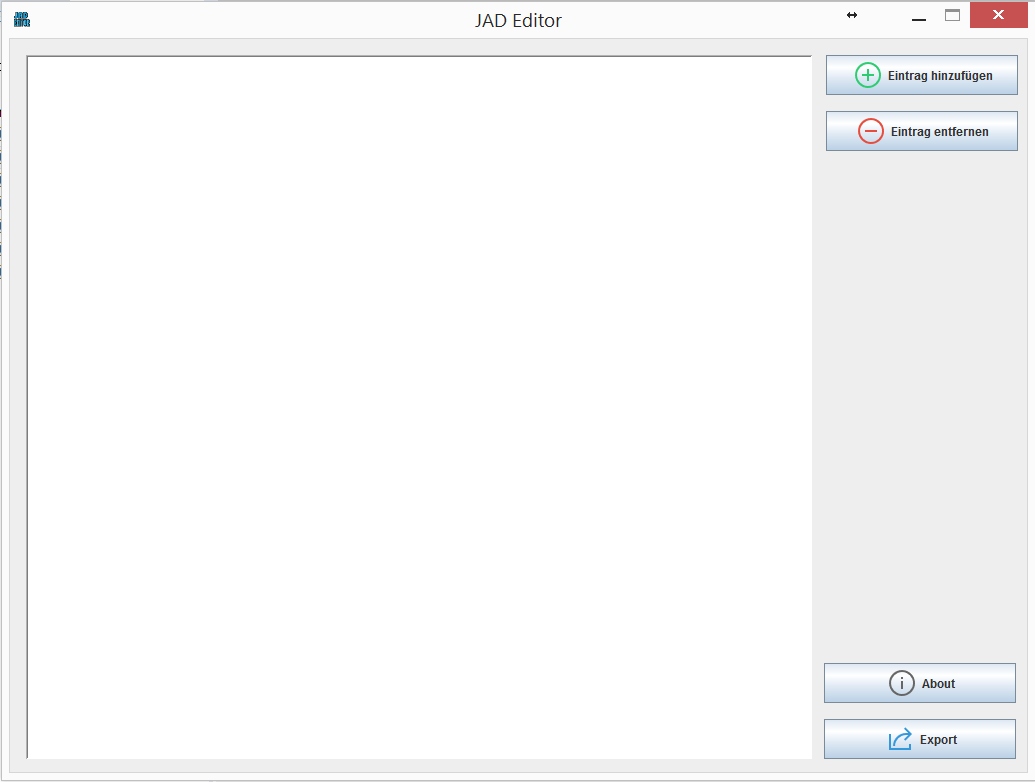 JAD Editor
Eintrag hinzufügen
Eintrag entfernen
About
Export